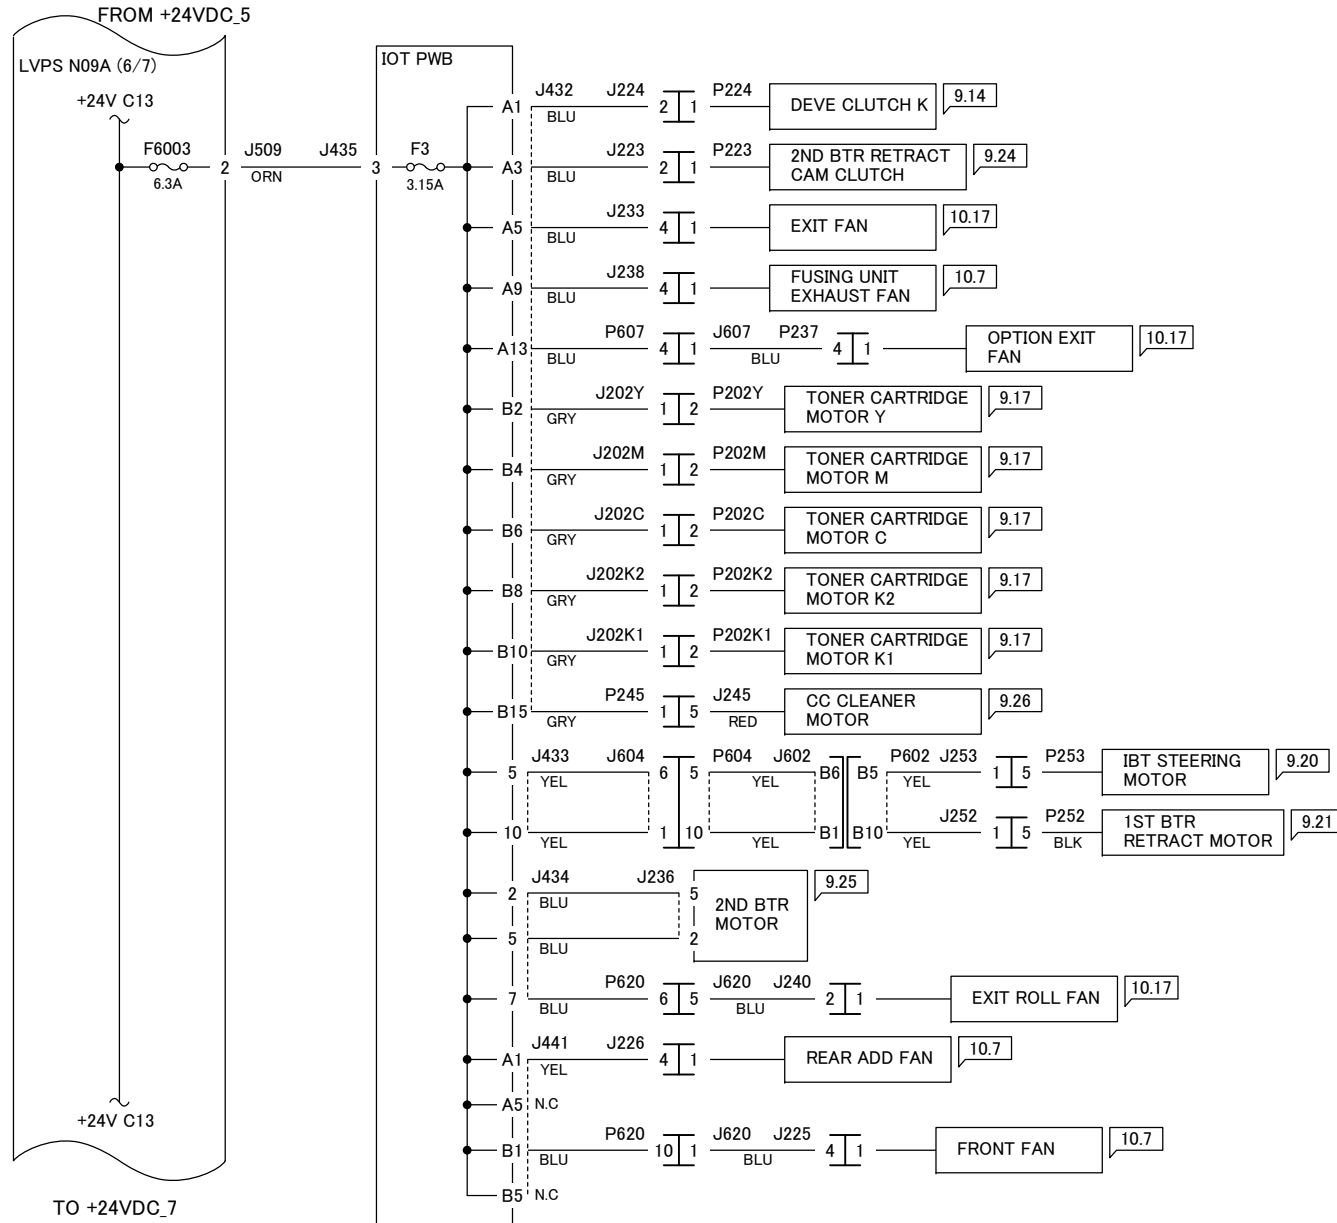 FROM +24VDC_5
LVPS N09A (6/7)
IOT PWB
+24V C13
A1 J432 BLU J224 2 1 P224 DEVE CLUTCH K 9.14
F6003 6.3A 2 J509 ORN J435 3 F3 3.15A
A3 BLU J223 2 1 P223 2ND BTR RETRACT
CAM CLUTCH 9.24
A5 BLU J233 4 1 EXIT FAN 10.17
A9 BLU J238 4 1 FUSING UNIT
EXHAUST FAN 10.7
A13 BLU P607 4 1 J607 BLU P237 4 1 OPTION EXIT
FAN 10.17
B2 GRY J202Y 1 2 P202Y TONER CARTRIDGE
MOTOR Y 9.17
B4 GRY J202M 1 2 P202M TONER CARTRIDGE
MOTOR M 9.17
B6 GRY J202C 1 2 P202C TONER CARTRIDGE
MOTOR C 9.17
B8 GRY J202K2 1 2 P202K2 TONER CARTRIDGE
MOTOR K2 9.17
B10 GRY J202K1 1 2 P202K1 TONER CARTRIDGE
MOTOR K1 9.17
B15 GRY P245 1 5 J245 RED CC CLEANER
MOTOR 9.26
5 J433 YEL J604 6 5 P604 YEL J602 B6 B5 P602 YEL J253 1 5 P253 IBT STEERING
MOTOR 9.20
10 YEL 1 10 YEL B1 B10 YEL J252 1 5 P252 BLK 1ST BTR
RETRACT MOTOR 9.21
2 J434 BLU J236 5 2ND BTR
MOTOR 9.25
5 BLU 2
7 BLU P620 6 5 J620 BLU J240 2 1 EXIT ROLL FAN 10.17
A1 J441 YEL J226 4 1 REAR ADD FAN 10.7
A5 N.C
+24V C13
B1 BLU P620 10 1 J620 BLU J225 4 1 FRONT FAN 10.7
B5 N.C
TO +24VDC_7